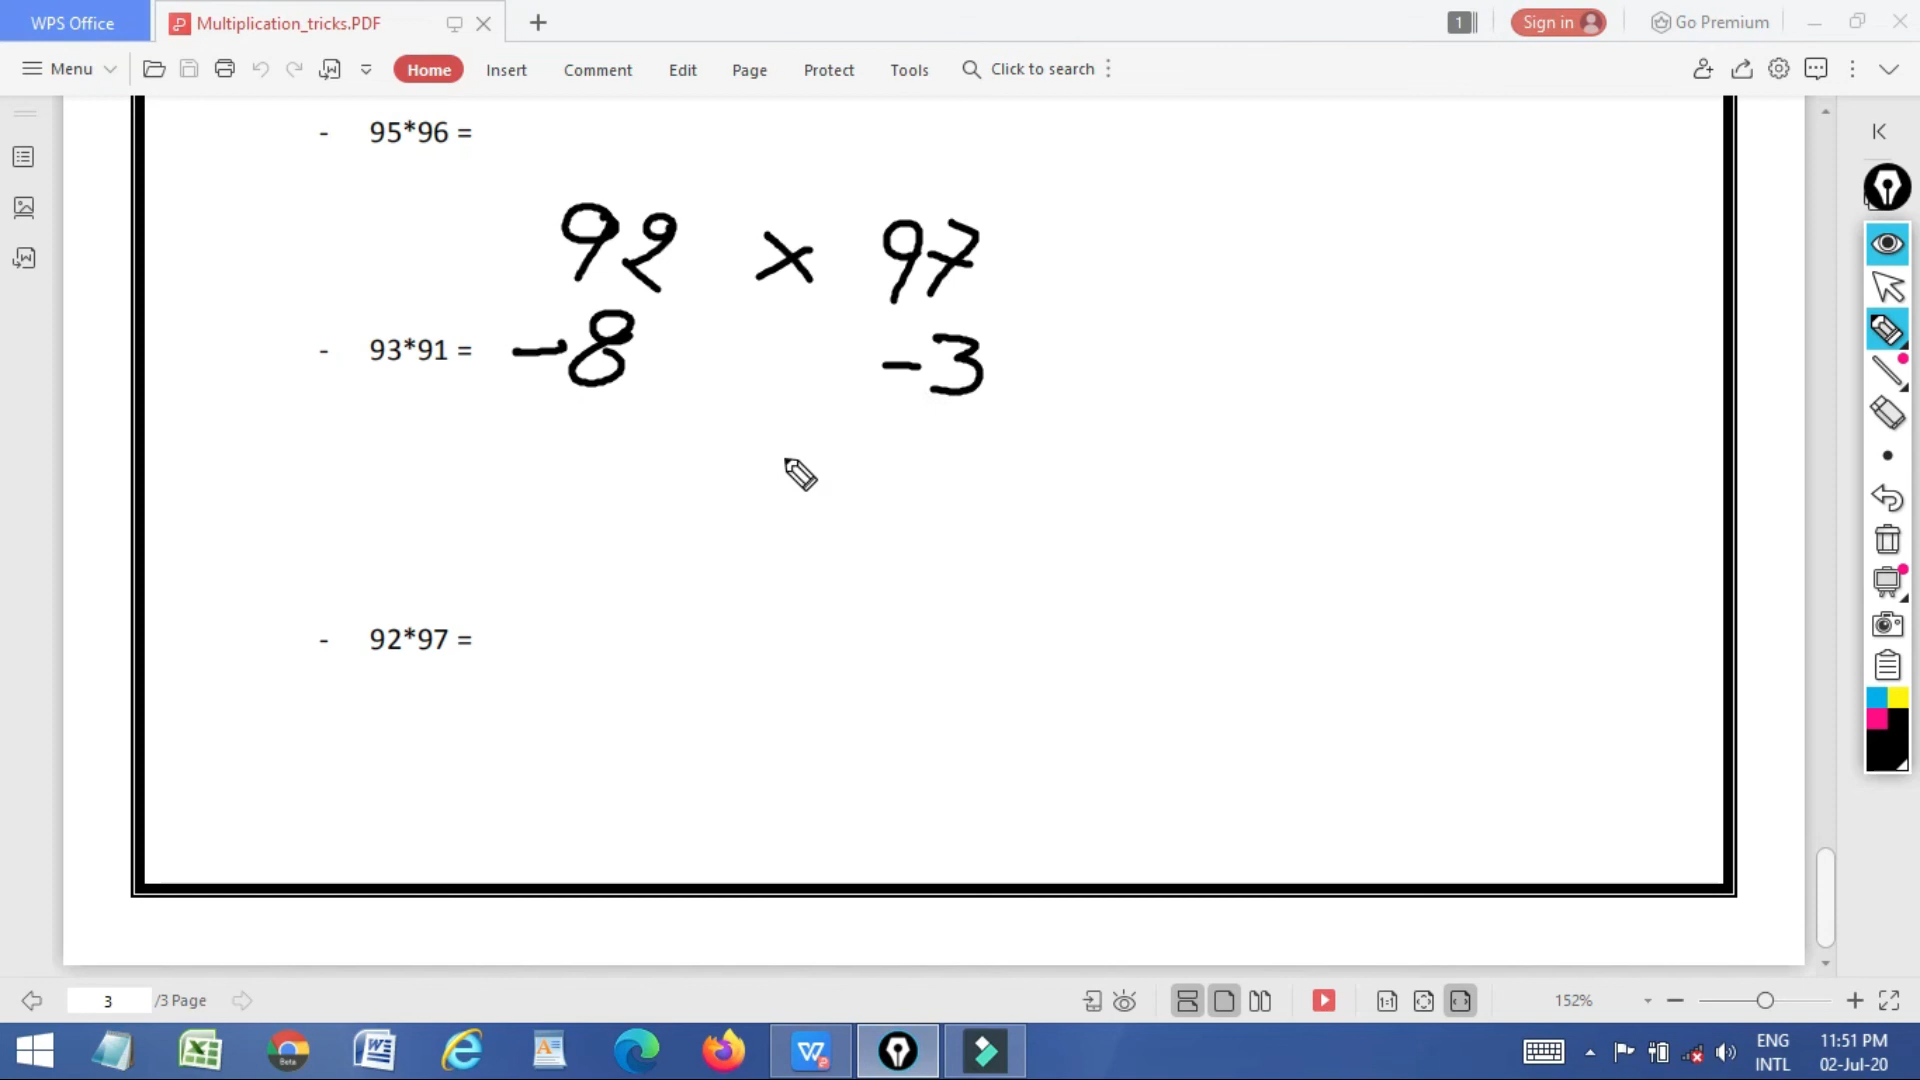 WPS Office Multiplication_tricks.PDF 1 Sign in Go Premium
Menu Home Insert Comment Edit Page Protect Tools Click to search
- 95*96 =
92 × 97
- 93*91 = -8 -3
- 92*97 =
3 /3 Page 152%
ENG 11:51 PM
INTL 02-Jul-20